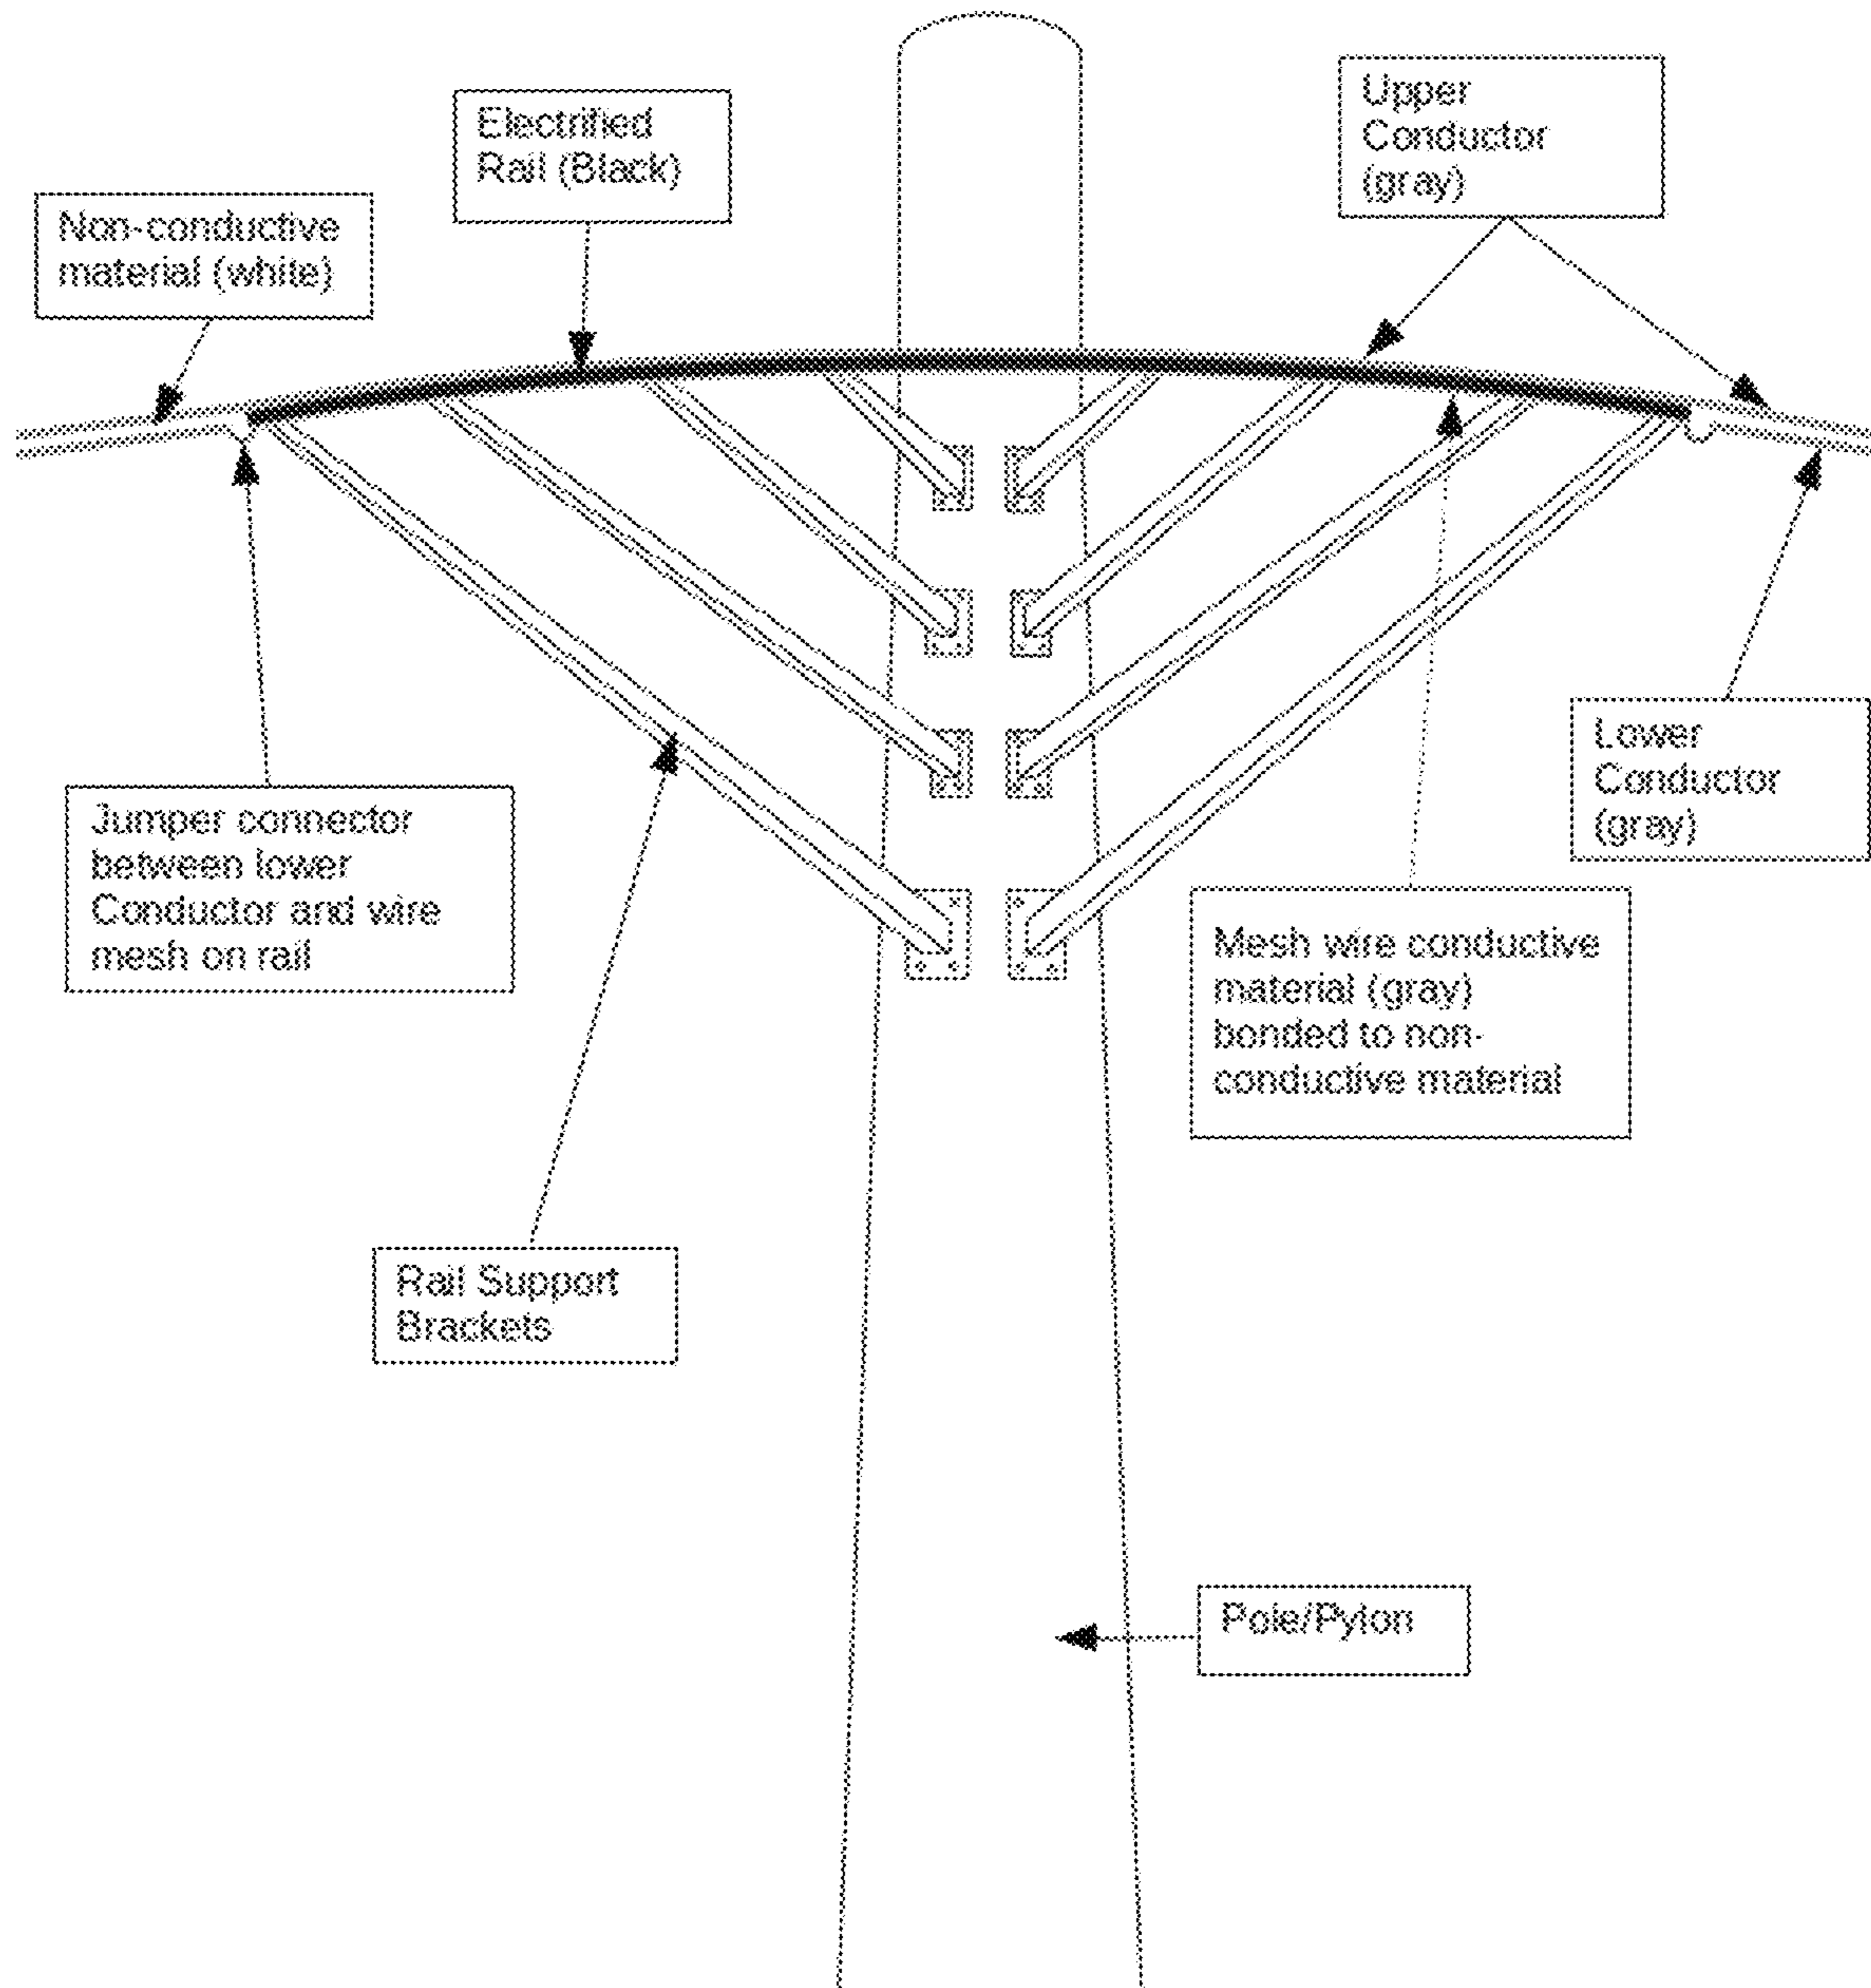 Upper
Conductor
(gray)
Electrified
Rail (Black)
Non-conductive
material (white)
Lower
Conductor
(gray)
Jumper connector
between lower
Conductor and wire
mesh on rail
Mesh wire conductive
material (gray)
bonded to non-
conductive material
Rail Support
Brackets
Pole/Pylon